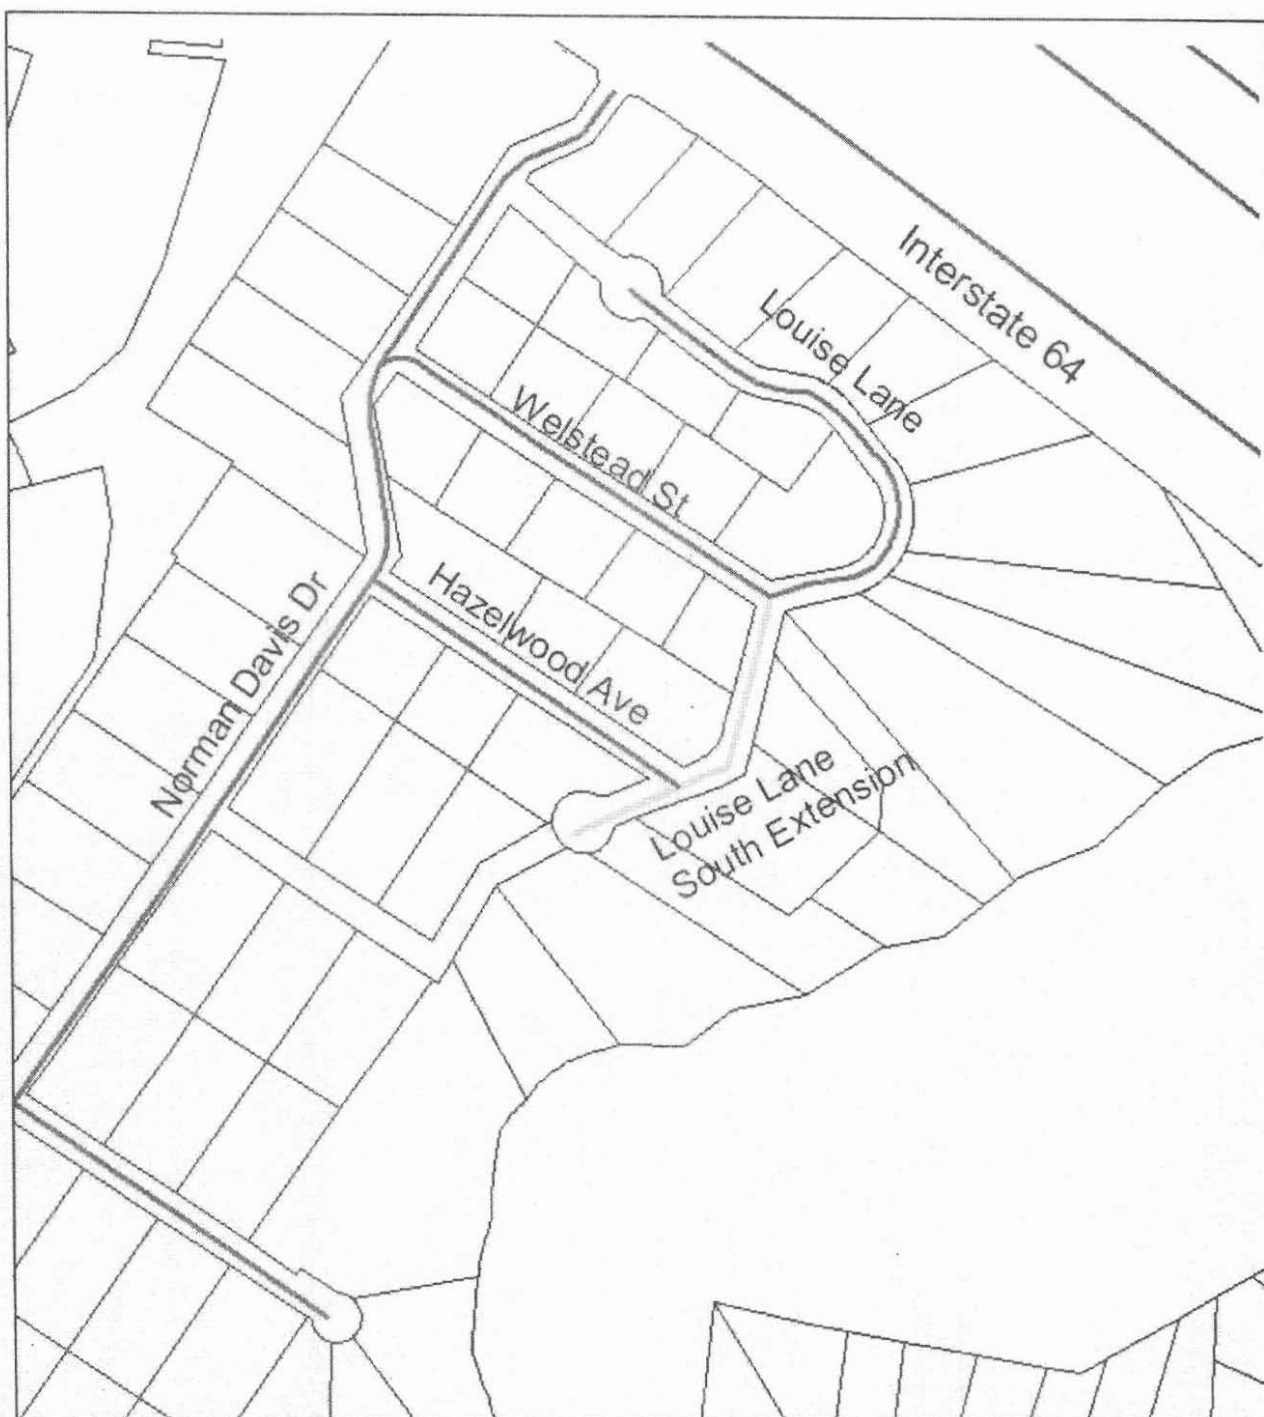 Interstate 64
Louise Lane
Welstead St
Hazelwood Ave
Norman Davis Dr
Louise Lane
South Extension